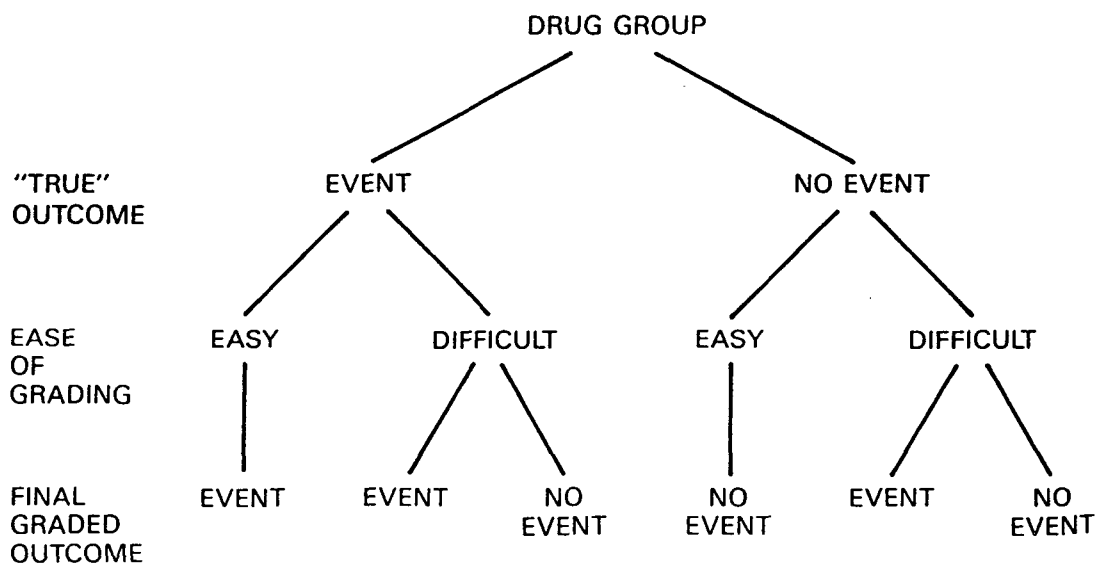 DRUG GROUP
"TRUE"
OUTCOME
EVENT
NO EVENT
EASE
OF
GRADING
EASY
DIFFICULT
EASY
DIFFICULT
FINAL
GRADED
OUTCOME
EVENT
EVENT
NO
EVENT
NO
EVENT
EVENT
NO
EVENT